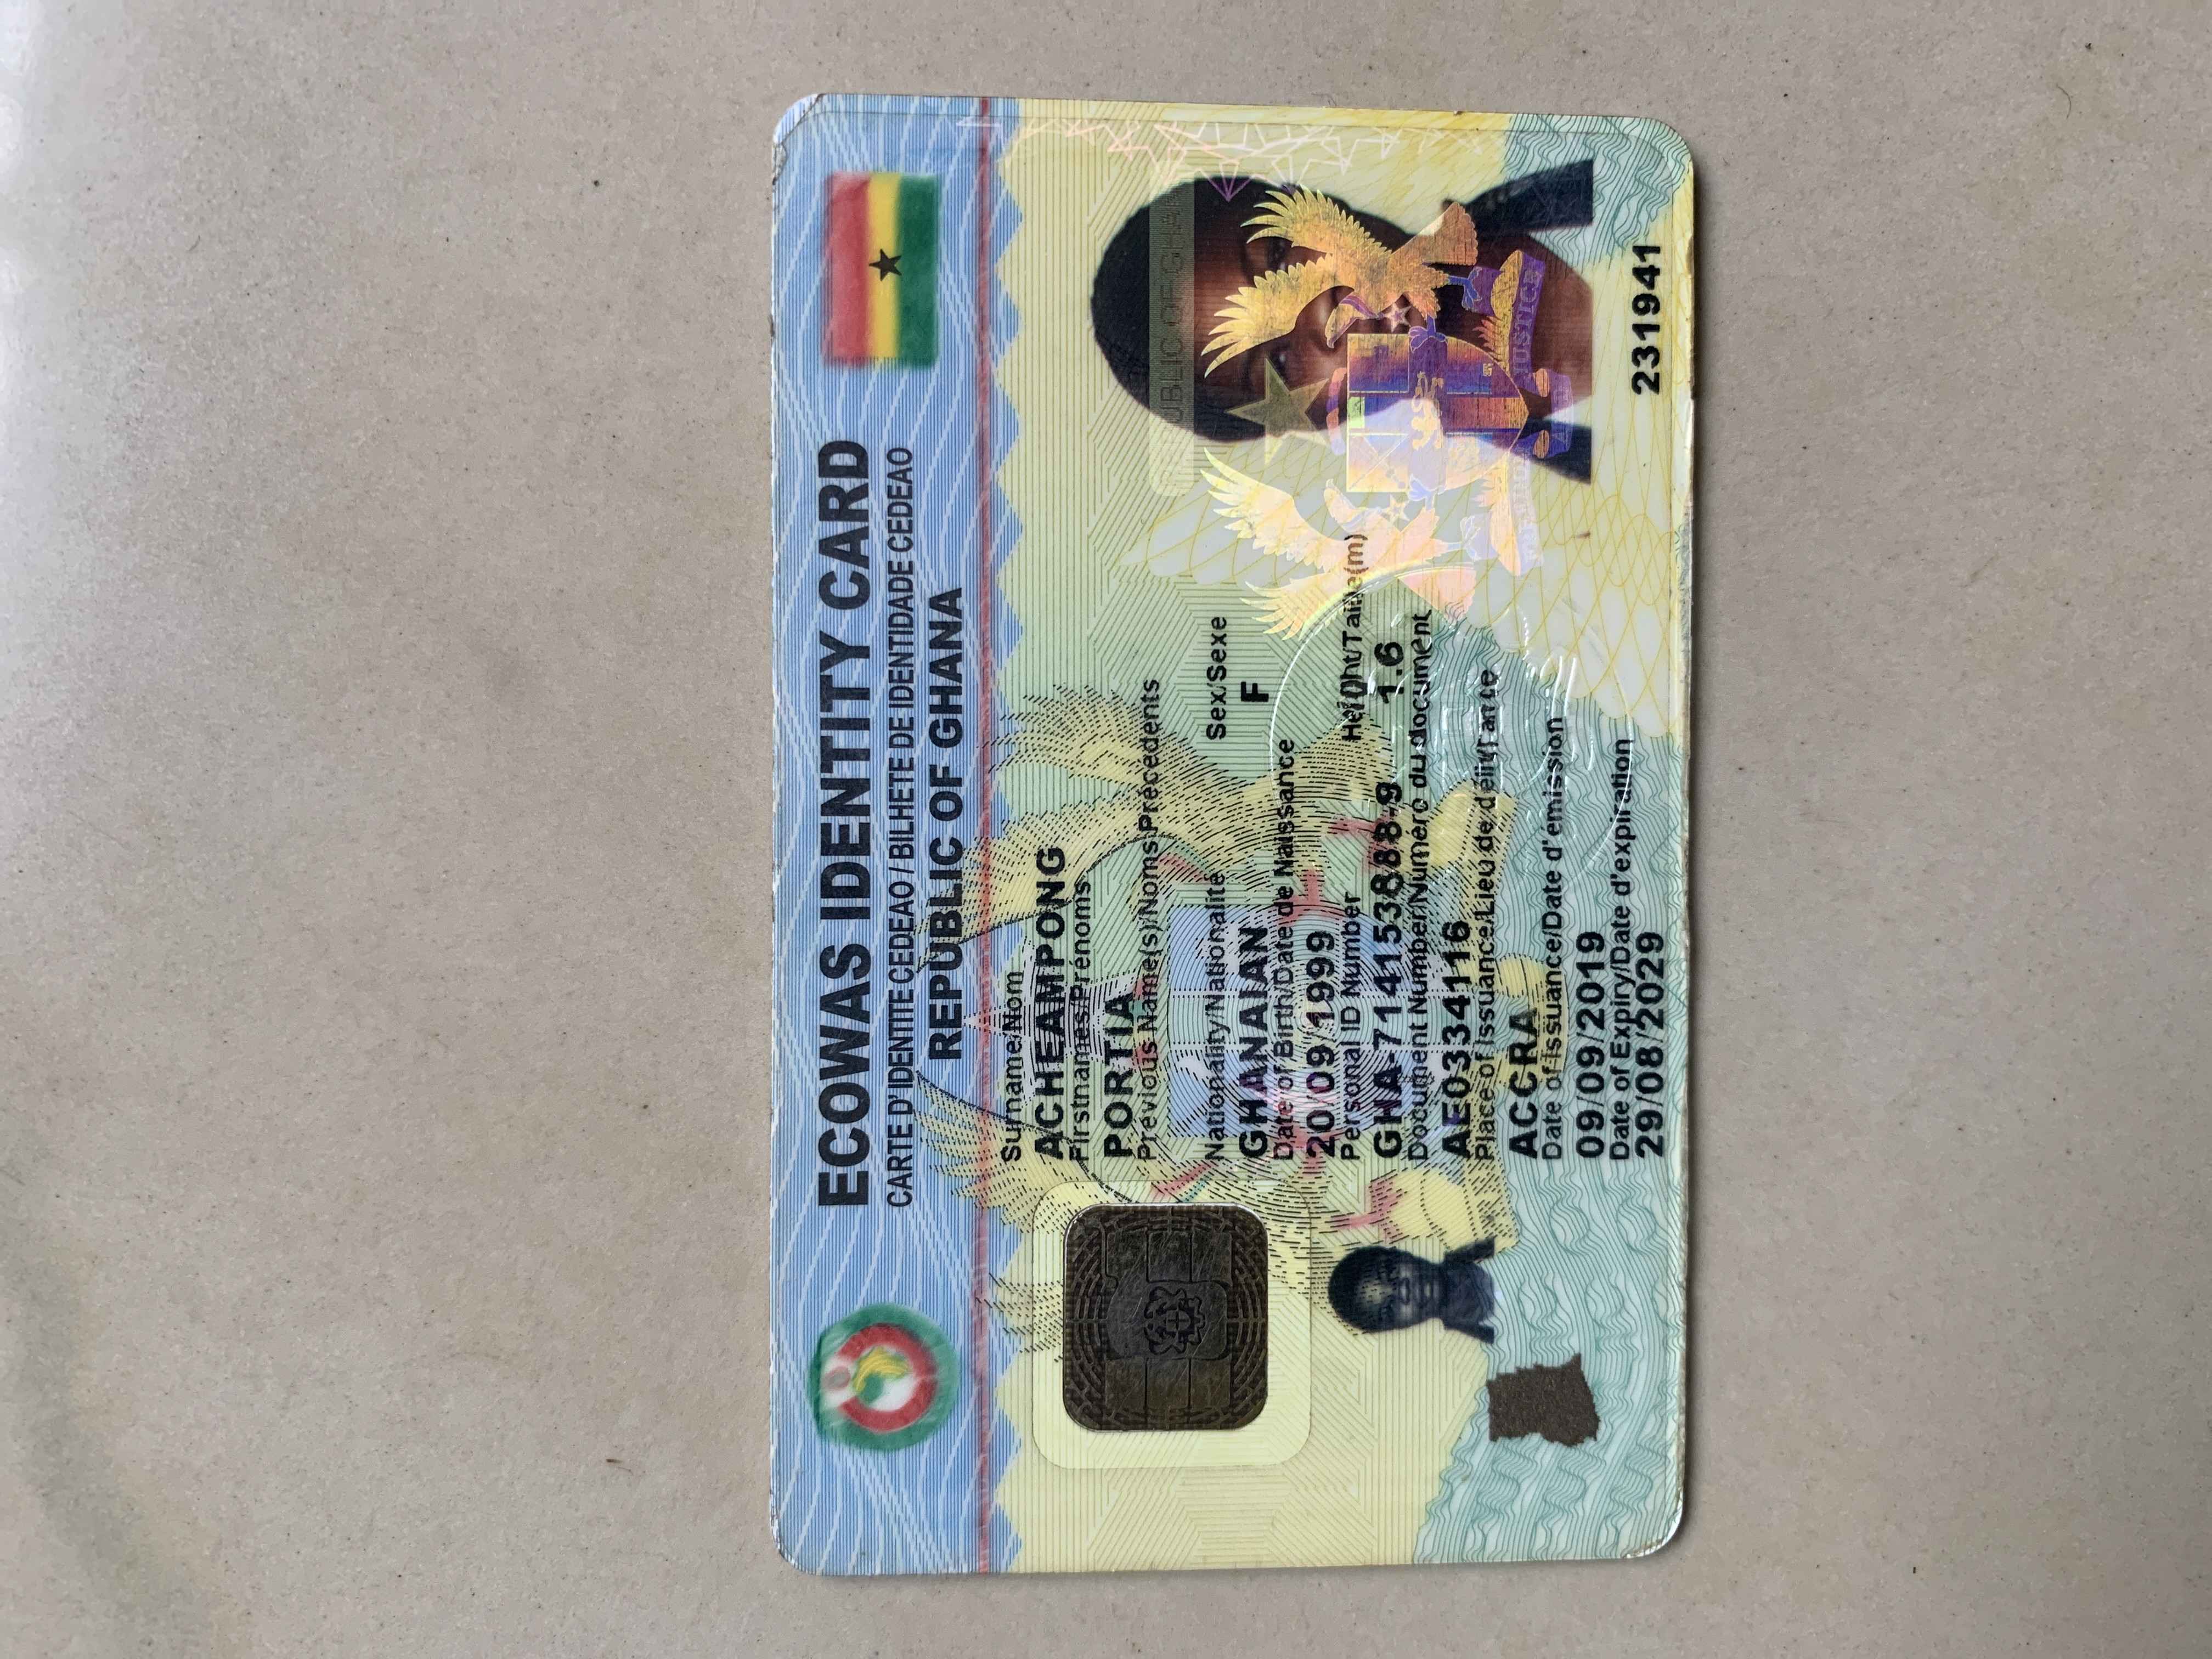 ECOWAS IDENTITY CARD
CARTE D'IDENTITE CEDEAO / BILHETE DE IDENTIDADE CEDEAO
REPUBLIC OF GHANA
Surname/Nom
ACHEAMPONG
Firstnames/Prénoms
PORTIA
Previous Name(s)/Noms Précédents
Nationality/Nationalité Sex/Sexe
GHANAIAN F
Date of Birth/Date de Naissance
20/09/1999
Personal ID Number Height/Taille(m)
GHA-714153888-9 1.6
Document Number/Numéro du document
AE0334116
Place of Issuance/Lieu de délivrance
ACCRA
Date of Issuance/Date d'émission
09/09/2019
Date of Expiry/Date d'expiration
29/08/2029
231941
JUSTICE